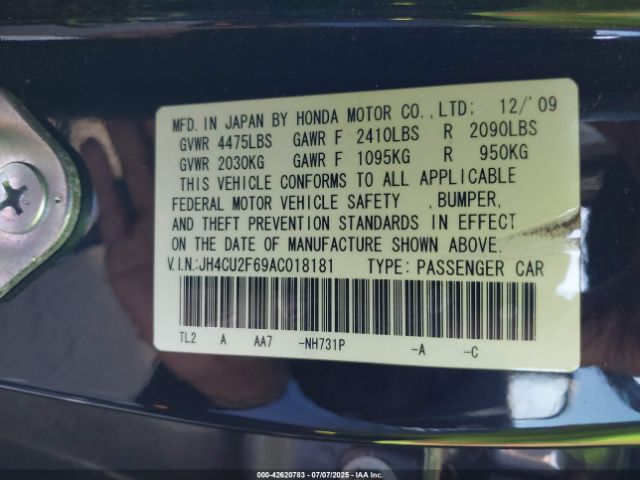 MFD. IN JAPAN BY HONDA MOTOR CO.,LTD; 12/'09
GVWR 4475LBS GAWR F 2410LBS R 2090LBS
GVWR 2030KG GAWR F 1095KG R 950KG
THIS VEHICLE CONFORMS TO ALL APPLICABLE
FEDERAL MOTOR VEHICLE SAFETY ,BUMPER,
AND THEFT PREVENTION STANDARDS IN EFFECT
ON THE DATE OF MANUFACTURE SHOWN ABOVE.
V.I.N:JH4CU2F69AC018181 TYPE: PASSENGER CAR
TL2 A AA7 -NH731P -A -C
000-42620783 / 07/07/2025 / Copyright IAA, LLC